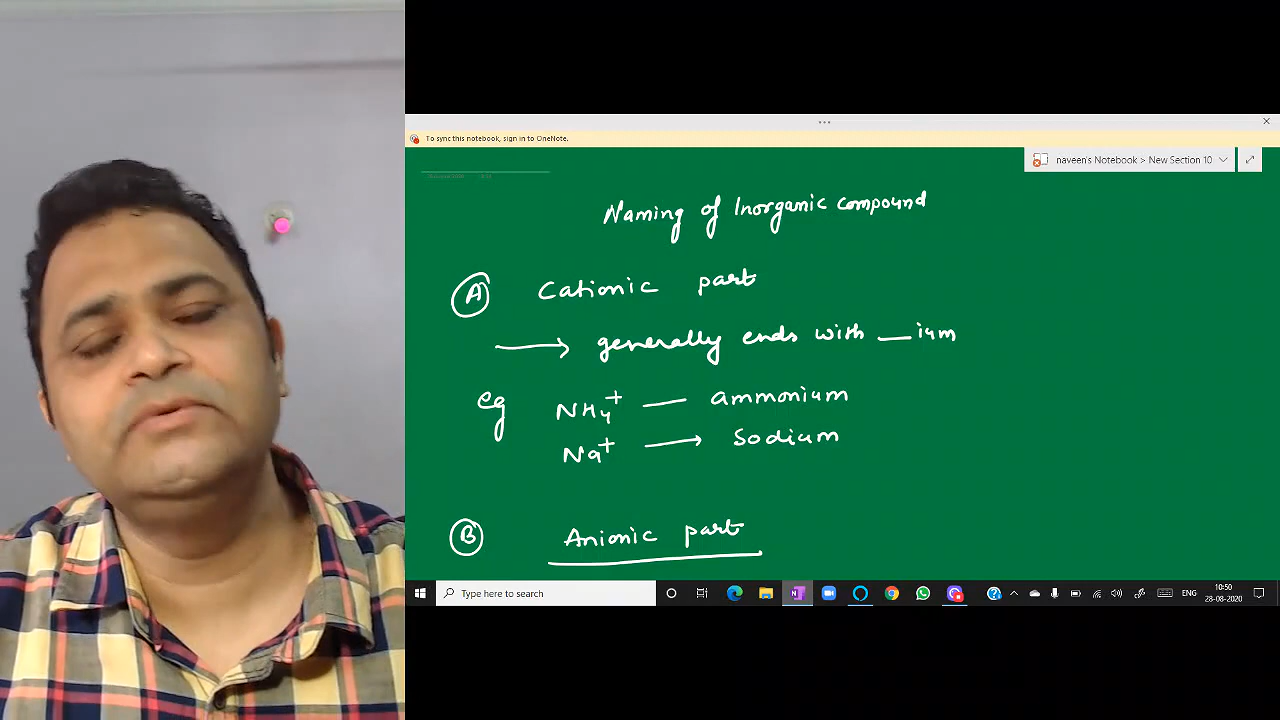 To sync this notebook, sign in to OneNote.
naveen's Notebook > New Section 10
Naming of Inorganic compound
A Cationic part
→ generally ends with __ium
eg NH4+ — ammonium
Na+ → Sodium
B Anionic part
Type here to search
ENG
10:50
28-08-2020